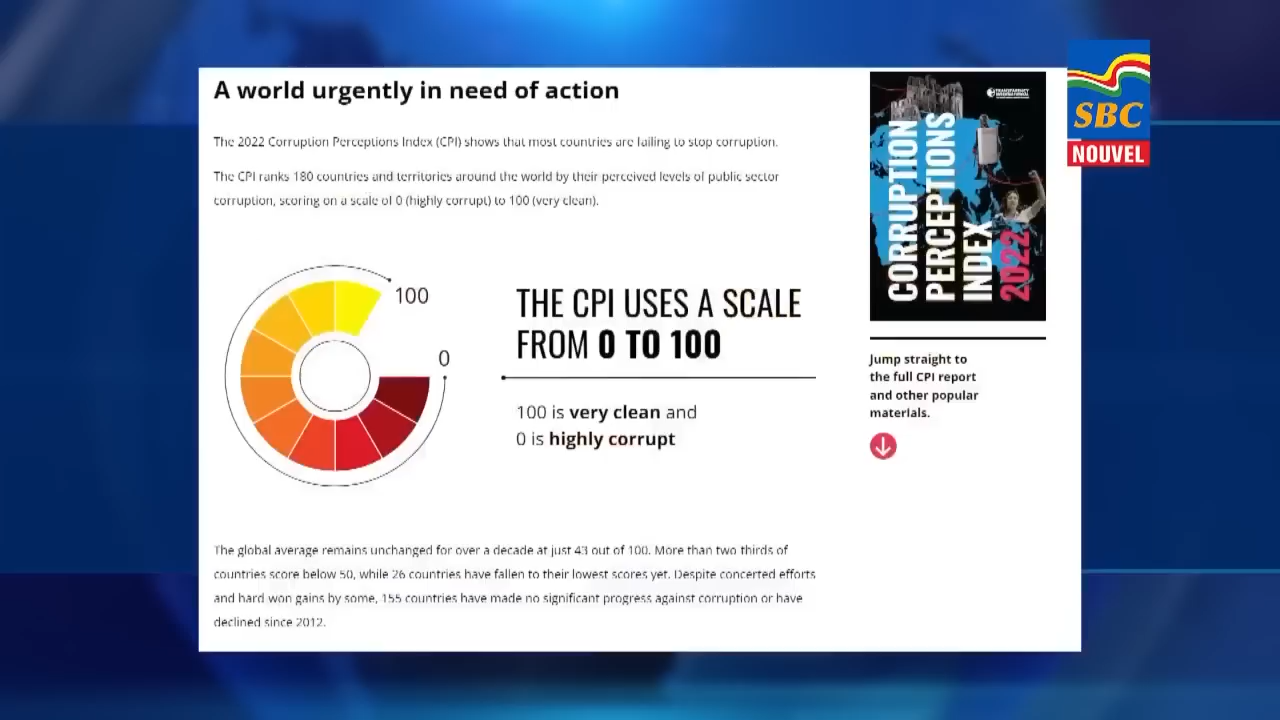 A world urgently in need of action
The 2022 Corruption Perceptions Index (CPI) shows that most countries are failing to stop corruption.
The CPI ranks 180 countries and territories around the world by their perceived levels of public sector
corruption, scoring on a scale of 0 (highly corrupt) to 100 (very clean).
100
0
THE CPI USES A SCALE
FROM 0 TO 100
100 is very clean and
0 is highly corrupt
The global average remains unchanged for over a decade at just 43 out of 100. More than two thirds of
countries score below 50, while 26 countries have fallen to their lowest scores yet. Despite concerted efforts
and hard won gains by some, 155 countries have made no significant progress against corruption or have
declined since 2012.
TRANSPARENCY
INTERNATIONAL
CORRUPTION
PERCEPTIONS
INDEX
2022
Jump straight to
the full CPI report
and other popular
materials.
SBC
NOUVEL